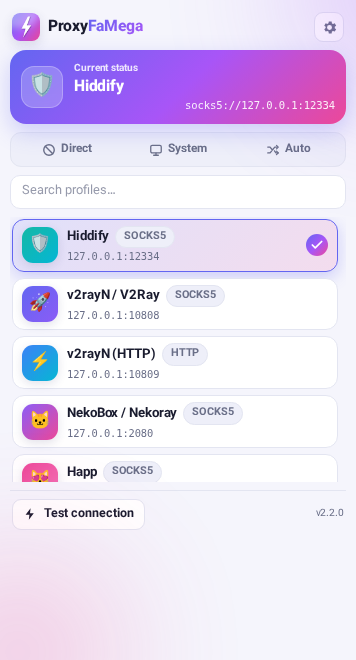 ProxyFaMega
Current status
Hiddify
socks5://127.0.0.1:12334
Direct
System
Auto
Search profiles…
Hiddify SOCKS5
127.0.0.1:12334
v2rayN / V2Ray SOCKS5
127.0.0.1:10808
v2rayN (HTTP) HTTP
127.0.0.1:10809
NekoBox / Nekoray SOCKS5
127.0.0.1:2080
Happ SOCKS5
Test connection
v2.2.0